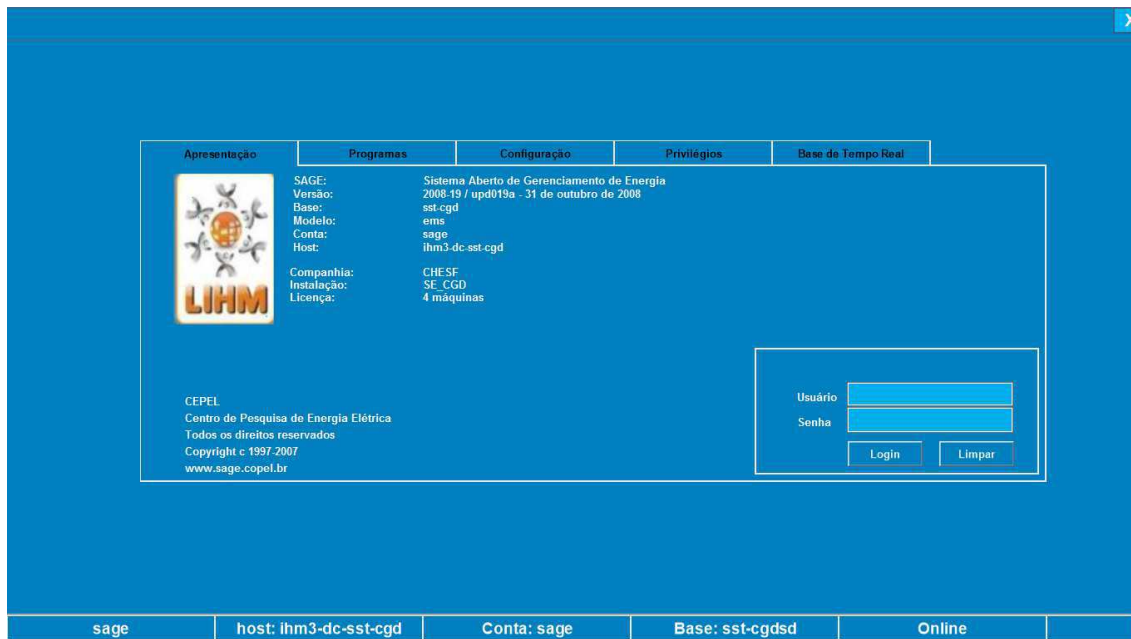 X
Apresentação Programas Configuração Privilégios Base de Tempo Real
SAGE: Sistema Aberto de Gerenciamento de Energia
Versão: 2008-19 / upd019a - 31 de outubro de 2008
Base: sst-cgd
Modelo: ems
Conta: sage
Host: ihm3-dc-sst-cgd
Companhia: CHESF
Instalação: SE_CGD
Licença: 4 máquinas
LIHM
CEPEL
Centro de Pesquisa de Energia Elétrica
Todos os direitos reservados
Copyright c 1997-2007
www.sage.copel.br
Usuário
Senha
Login Limpar
sage host: ihm3-dc-sst-cgd Conta: sage Base: sst-cgdsd Online